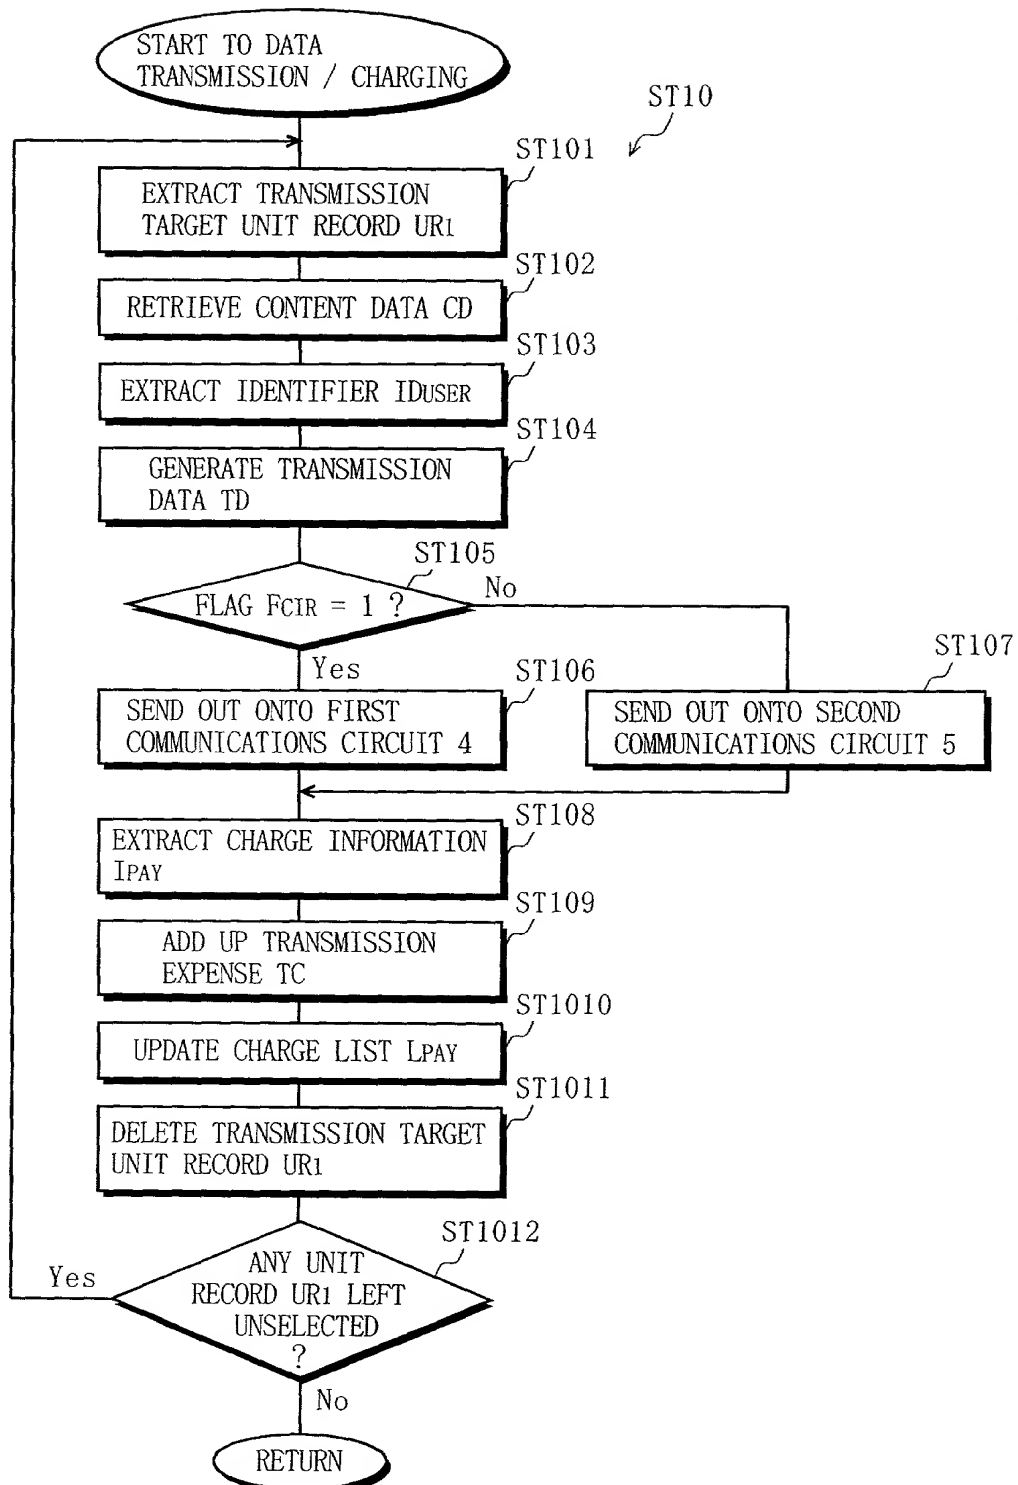 START TO DATA
TRANSMISSION / CHARGING
ST10
ST101
EXTRACT TRANSMISSION
TARGET UNIT RECORD UR1
ST102
RETRIEVE CONTENT DATA CD
ST103
EXTRACT IDENTIFIER IDUSER
ST104
GENERATE TRANSMISSION
DATA TD
ST105
FLAG FCIR = 1 ?
No
Yes
ST106
SEND OUT ONTO FIRST
COMMUNICATIONS CIRCUIT 4
ST107
SEND OUT ONTO SECOND
COMMUNICATIONS CIRCUIT 5
ST108
EXTRACT CHARGE INFORMATION
IPAY
ST109
ADD UP TRANSMISSION
EXPENSE TC
ST1010
UPDATE CHARGE LIST LPAY
ST1011
DELETE TRANSMISSION TARGET
UNIT RECORD UR1
ST1012
ANY UNIT
RECORD UR1 LEFT
UNSELECTED
?
Yes
No
RETURN